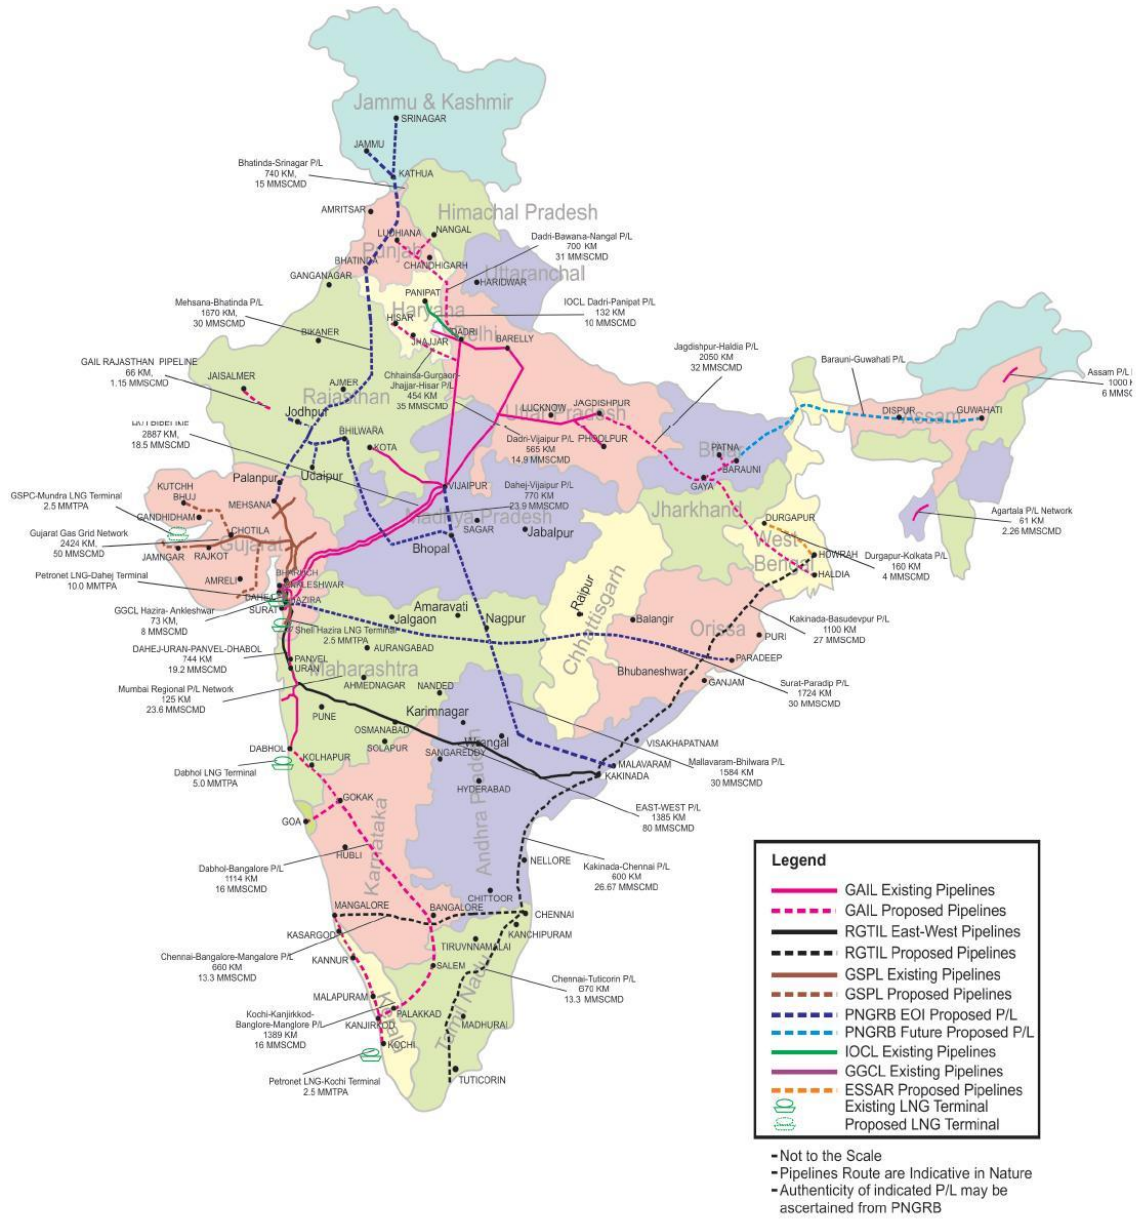 Jammu & Kashmir
SRINAGAR
JAMMU
Bhatinda-Srinagar P/L
740 KM,
15 MMSCMD
KATHUA
AMRITSAR
Himachal Pradesh
LUDHIANA
NANGAL
Punjab
Dadri-Bawana-Nangal P/L
700 KM
31 MMSCMD
CHANDHIGARH
BHATINDA
Uttaranchal
GANGANAGAR
HARIDWAR
PANIPAT
Mehsana-Bhatinda P/L
1670 KM,
30 MMSCMD
IOCL Dadri-Panipat P/L
132 KM
10 MMSCMD
Haryana
HISAR
Delhi
DADRI
BIKANER
JHAJJAR
BARELLY
Jagdishpur-Haldia P/L
2050 KM
32 MMSCMD
Barauni-Guwahati P/L
GAIL RAJASTHAN PIPELINE
66 KM,
1.15 MMSCMD
JAISALMER
AJMER
Rajasthan
Chhainsa-Gurgaon-
Jhajjar-Hisar P/L
454 KM
35 MMSCMD
Assam P/L
1000 K
6 MMSC
Jodhpur
LUCKNOW
JAGDISHPUR
Uttar Pradesh
DISPUR
GUWAHATI
Assam
2887 KM,
18.5 MMSCMD
BHILWARA
KOTA
PHOOLPUR
Dadri-Vijaipur P/L
565 KM
14.9 MMSCMD
PATNA
Bihar
BARAUNI
GAYA
Palanpur
Udaipur
KUTCHH
BHUJ
MEHSANA
VIJAIPUR
Dahej-Vijaipur P/L
770 KM
23.9 MMSCMD
GSPC-Mundra LNG Terminal
2.5 MMTPA
GANDHIDHAM
Madhya Pradesh
SAGAR
Jabalpur
Jharkhand
Agartala P/L Network
61 KM
2.26 MMSCMD
Gujarat Gas Grid Network
2424 KM,
50 MMSCMD
CHOTILA
Gujarat
JAMNGAR
RAJKOT
Bhopal
DURGAPUR
West
Bengal
HOWRAH
HALDIA
Durgapur-Kolkata P/L
160 KM
4 MMSCMD
Petronet LNG-Dahej Terminal
10.0 MMTPA
AMRELI
BHARUCH
ANKLESHWAR
DAHEJ
HAZIRA
SURAT
GGCL Hazira- Ankleshwar
73 KM,
8 MMSCMD
Shell Hazira LNG Terminal
2.5 MMTPA
Amaravati
Jalgaon
Nagpur
Raipur
Chhattisgarh
Balangir
Orissa
PURI
Kakinada-Basudevpur P/L
1100 KM
27 MMSCMD
DAHEJ-URAN-PANVEL-DHABOL
744 KM
19.2 MMSCMD
PANVEL
URAN
AURANGABAD
Maharashtra
PARADEEP
Bhubaneswar
GANJAM
Surat-Paradip P/L
1724 KM
30 MMSCMD
Mumbai Regional P/L Network
125 KM
23.6 MMSCMD
AHMEDNAGAR
NANDED
Karimnagar
PUNE
OSMANABAD
SOLAPUR
Wrangal
SANGAREDDY
VISAKHAPATNAM
DABHOL
KOLHAPUR
MALAVARAM
KAKINADA
Mallavaram-Bhilwara P/L
1584 KM
30 MMSCMD
Dabhol LNG Terminal
5.0 MMTPA
HYDERABAD
Andhra Pradesh
GOKAK
GOA
EAST-WEST P/L
1385 KM
80 MMSCMD
HUBLI
Karnataka
NELLORE
Dabhol-Bangalore P/L
1114 KM
16 MMSCMD
Kakinada-Chennai P/L
600 KM
26.67 MMSCMD
CHITTOOR
MANGALORE
BANGALORE
CHENNAI
KASARGOD
KANCHIPURAM
TIRUVNNAMALAI
Chennai-Bangalore-Mangalore P/L
660 KM
13.3 MMSCMD
KANNUR
SALEM
Chennai-Tuticorin P/L
670 KM
13.3 MMSCMD
MALAPURAM
Tamil Nadu
Kochi-Kanjirkkod-
Banglore-Manglore P/L
1389 KM
16 MMSCMD
PALAKKAD
KANJIRKOD
MADHURAI
Kerala
KOCHI
Petronet LNG-Kochi Terminal
2.5 MMTPA
TUTICORIN
Legend
GAIL Existing Pipelines
GAIL Proposed Pipelines
RGTIL East-West Pipelines
RGTIL Proposed Pipelines
GSPL Existing Pipelines
GSPL Proposed Pipelines
PNGRB EOI Proposed P/L
PNGRB Future Proposed P/L
IOCL Existing Pipelines
GGCL Existing Pipelines
ESSAR Proposed Pipelines
Existing LNG Terminal
Proposed LNG Terminal
-Not to the Scale
-Pipelines Route are Indicative in Nature
-Authenticity of indicated P/L may be
ascertained from PNGRB